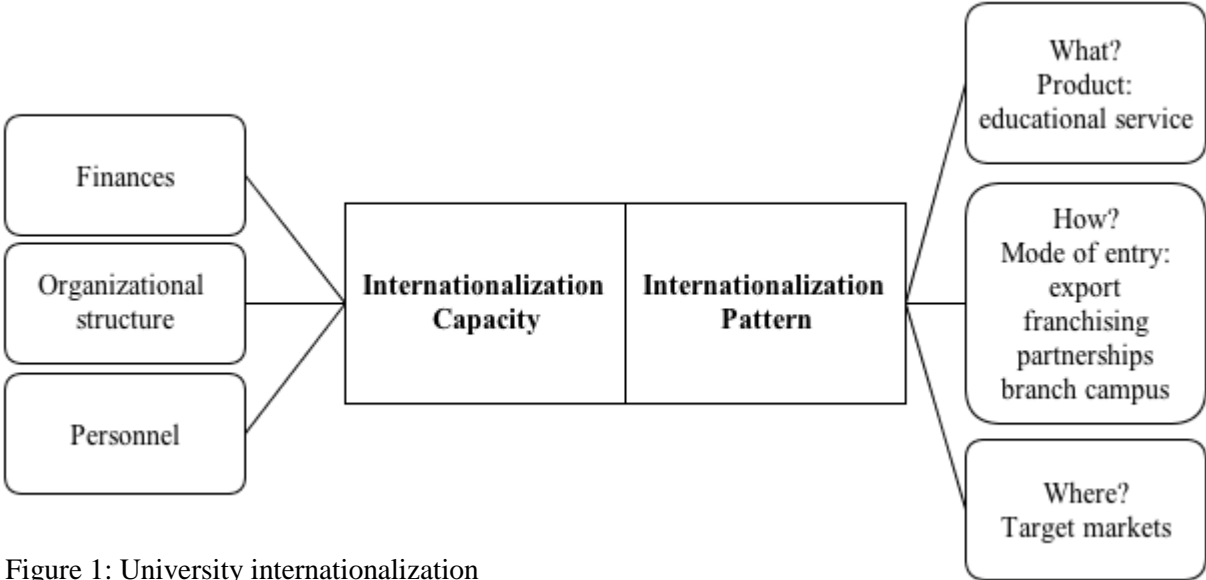 Finances
Organizational
structure
Personnel
Internationalization
Capacity
Internationalization
Pattern
What?
Product:
educational service
How?
Mode of entry:
export
franchising
partnerships
branch campus
Where?
Target markets
Figure 1: University internationalization